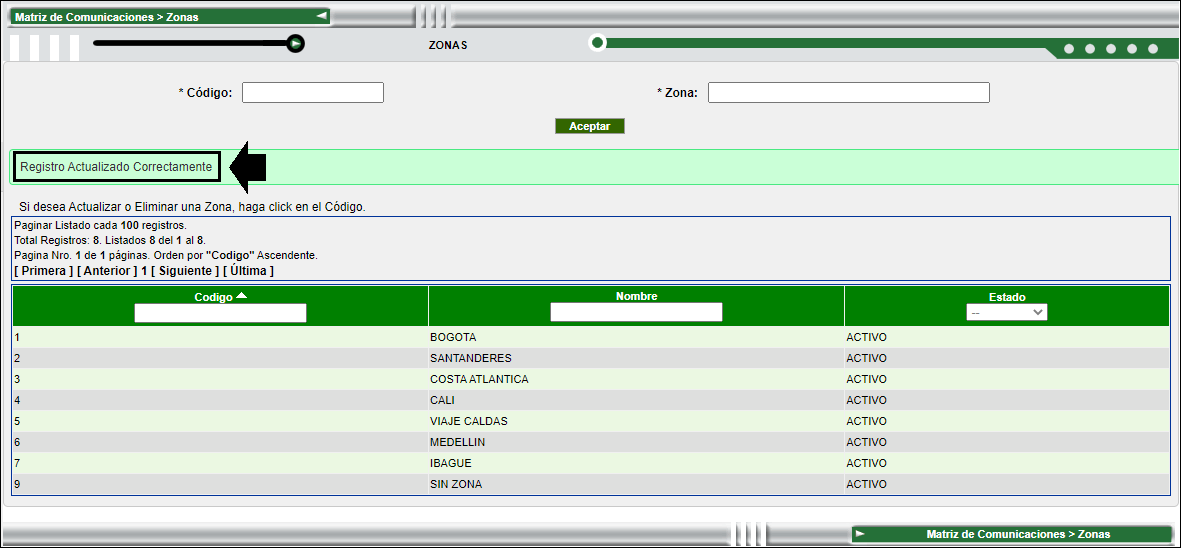 Matriz de Comunicaciones > Zonas
ZONAS
* Código:
* Zona:
Aceptar
Registro Actualizado Correctamente
Si desea Actualizar o Eliminar una Zona, haga click en el Código.
Paginar Listado cada 100 registros.
Total Registros: 8. Listados 8 del 1 al 8.
Pagina Nro. 1 de 1 páginas. Orden por "Codigo" Ascendente.
[ Primera ] [ Anterior ] 1 [ Siguiente ] [ Última ]
Codigo Nombre Estado
--
1 BOGOTA ACTIVO
2 SANTANDERES ACTIVO
3 COSTA ATLANTICA ACTIVO
4 CALI ACTIVO
5 VIAJE CALDAS ACTIVO
6 MEDELLIN ACTIVO
7 IBAGUE ACTIVO
9 SIN ZONA ACTIVO
Matriz de Comunicaciones > Zonas